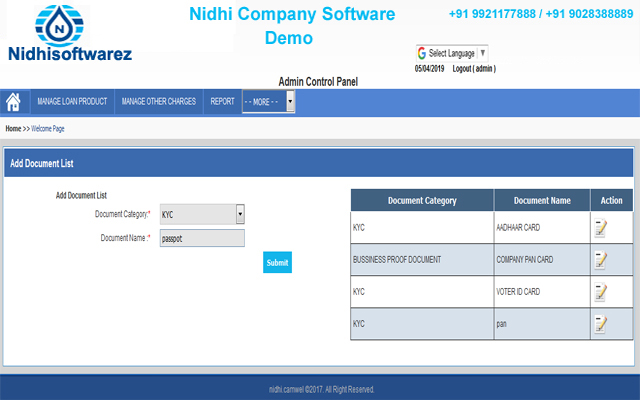 Nidhi Company Software
Demo
+91 9921177888 / +91 9028388889
Nidhisoftwarez
G Select Language ▼
05/04/2019 Logout ( admin )
Admin Control Panel
MANAGE LOAN PRODUCT MANAGE OTHER CHARGES REPORT - - MORE - -
Home >> Welcome Page
Add Document List
Add Document List
Document Category:* KYC
Document Name :* passpot
Submit
Document Category Document Name Action
KYC AADHAAR CARD
BUSSINESS PROOF DOCUMENT COMPANY PAN CARD
KYC VOTER ID CARD
KYC pan
nidhi.camwel ©2017. All Right Reserved.